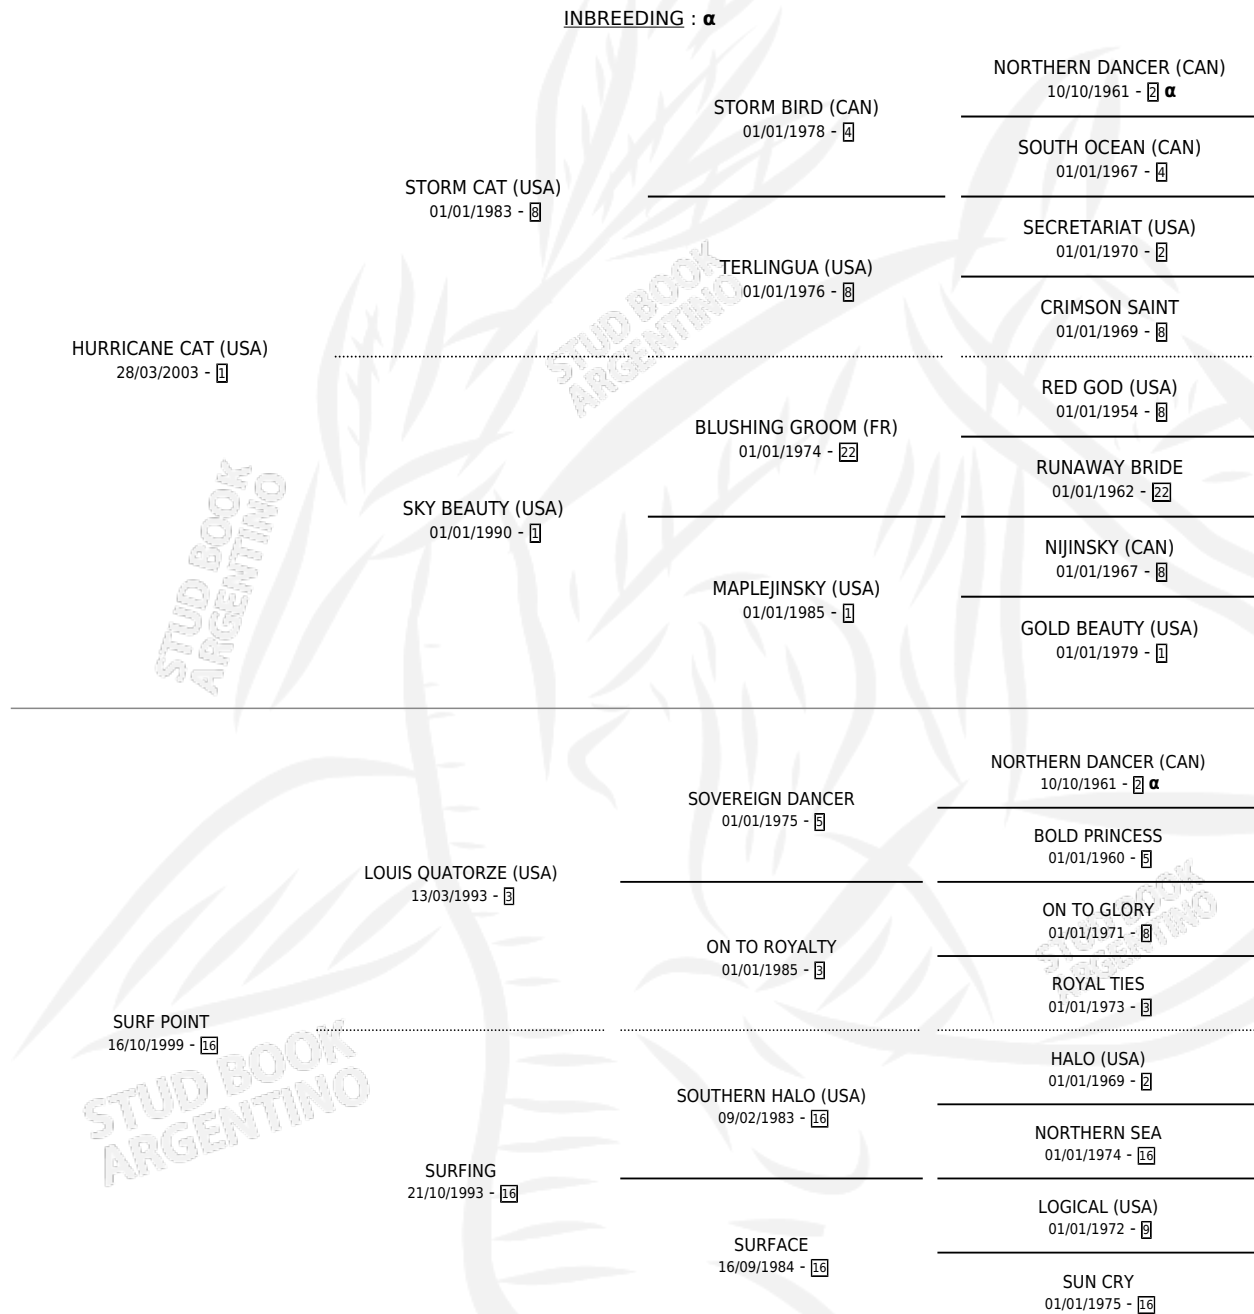 INBREEDING : α
NORTHERN DANCER (CAN)
10/10/1961 - 2 α
STORM BIRD (CAN)
01/01/1978 - 4
SOUTH OCEAN (CAN)
01/01/1967 - 4
STORM CAT (USA)
01/01/1983 - 8
SECRETARIAT (USA)
01/01/1970 - 2
TERLINGUA (USA)
01/01/1976 - 8
CRIMSON SAINT
01/01/1969 - 8
HURRICANE CAT (USA)
28/03/2003 - 1
RED GOD (USA)
01/01/1954 - 8
BLUSHING GROOM (FR)
01/01/1974 - 22
RUNAWAY BRIDE
01/01/1962 - 22
SKY BEAUTY (USA)
01/01/1990 - 1
NIJINSKY (CAN)
01/01/1967 - 8
MAPLEJINSKY (USA)
01/01/1985 - 1
GOLD BEAUTY (USA)
01/01/1979 - 1
NORTHERN DANCER (CAN)
10/10/1961 - 2 α
SOVEREIGN DANCER
01/01/1975 - 5
BOLD PRINCESS
01/01/1960 - 5
LOUIS QUATORZE (USA)
13/03/1993 - 3
ON TO GLORY
01/01/1971 - 8
ON TO ROYALTY
01/01/1985 - 3
ROYAL TIES
01/01/1973 - 3
SURF POINT
16/10/1999 - 16
HALO (USA)
01/01/1969 - 2
SOUTHERN HALO (USA)
09/02/1983 - 16
NORTHERN SEA
01/01/1974 - 16
SURFING
21/10/1993 - 16
LOGICAL (USA)
01/01/1972 - 9
SURFACE
16/09/1984 - 16
SUN CRY
01/01/1975 - 16
STUD BOOK
ARGENTINO
STUD BOOK
ARGENTINO
STUD BOOK
ARGENTINO
STUD BOOK
ARGENTINO